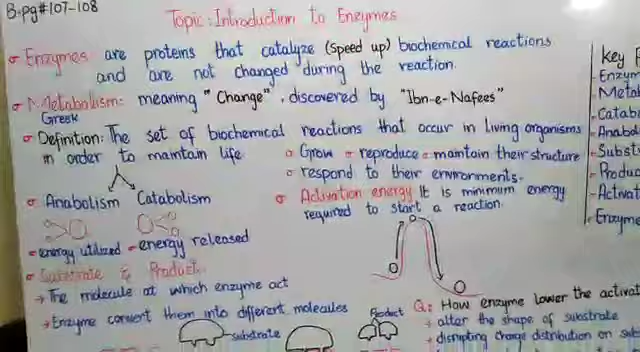 B.pg#107-108
Topic: Introduction to Enzymes
Enzymes are proteins that catalyze (speed up) biochemical reactions
and are not changed during the reaction.
Metabolism: meaning "Change", discovered by "Ibn-e-Nafees"
Greek
Definition: The set of biochemical reactions that occur in living organisms
in order to maintain life
Grow reproduce maintain their structure
respond to their environments.
Anabolism Catabolism
Activation energy It is minimum energy
required to start a reaction.
energy utilized energy released
Substrate & Product
→ The molecule at which enzyme act
→ Enzyme convert them into different molecules
substrate
Product
Q: How enzyme lower the activat
+ alter the shape of substrate
+ disrupting charge distribution on sub
Key
Enzym
Metab
Catabo
Anabo
Substr
Produc
Activat
Enzyme